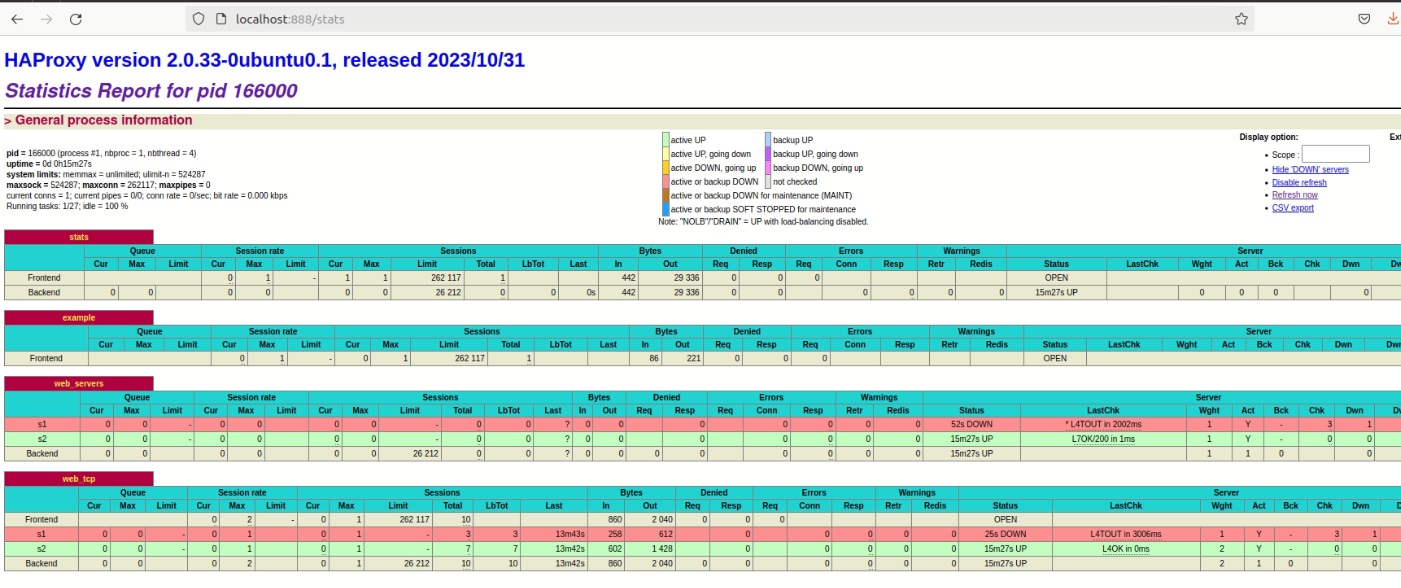 localhost:888/stats
HAProxy version 2.0.33-0ubuntu0.1, released 2023/10/31
Statistics Report for pid 166000
> General process information
pid = 166000 (process #1, nbproc = 1, nbthread = 4)
uptime = 0d 0h15m27s
system limits: memmax = unlimited; ulimit-n = 524287
maxsock = 524287; maxconn = 262117; maxpipes = 0
current conns = 1; current pipes = 0/0; conn rate = 0/sec; bit rate = 0.000 kbps
Running tasks: 1/27; idle = 100 %
active UP backup UP
active UP, going down backup UP, going down
active DOWN, going up backup DOWN, going up
active or backup DOWN not checked
active or backup DOWN for maintenance (MAINT)
active or backup SOFT STOPPED for maintenance
Note: "NOLB"/"DRAIN" = UP with load-balancing disabled.
Display option: Ext
• Scope :
• Hide 'DOWN' servers
• Disable refresh
• Refresh now
• CSV export
stats
Queue Session rate Sessions Bytes Denied Errors Warnings Server
Cur Max Limit Cur Max Limit Cur Max Limit Total LbTot Last In Out Req Resp Req Conn Resp Retr Redis Status LastChk Wght Act Bck Chk Dwn Dw
Frontend 0 1 - 1 1 262 117 1 442 29 336 0 0 0 OPEN
Backend 0 0 0 0 0 0 26 212 0 0 0s 442 29 336 0 0 0 0 0 0 15m27s UP 0 0 0 0
example
Queue Session rate Sessions Bytes Denied Errors Warnings Server
Cur Max Limit Cur Max Limit Cur Max Limit Total LbTot Last In Out Req Resp Req Conn Resp Retr Redis Status LastChk Wght Act Bck Chk Dwn Dwn
Frontend 0 1 - 0 1 262 117 1 86 221 0 0 0 OPEN
web_servers
Queue Session rate Sessions Bytes Denied Errors Warnings Server
Cur Max Limit Cur Max Limit Cur Max Limit Total LbTot Last In Out Req Resp Req Conn Resp Retr Redis Status LastChk Wght Act Bck Chk Dwn D
s1 0 0 - 0 0 0 0 - 0 0 ? 0 0 0 0 0 0 0 52s DOWN * L4TOUT in 2002ms 1 Y - 3 1
s2 0 0 - 0 0 0 0 - 0 0 ? 0 0 0 0 0 0 0 15m27s UP L7OK/200 in 1ms 1 Y - 0 0
Backend 0 0 0 0 0 0 26 212 0 0 ? 0 0 0 0 0 0 0 0 15m27s UP 1 1 0 0
web_tcp
Queue Session rate Sessions Bytes Denied Errors Warnings Server
Cur Max Limit Cur Max Limit Cur Max Limit Total LbTot Last In Out Req Resp Req Conn Resp Retr Redis Status LastChk Wght Act Bck Chk Dwn D
Frontend 0 2 - 0 1 262 117 10 860 2 040 0 0 0 OPEN
s1 0 0 - 0 1 0 1 - 3 3 13m43s 258 612 0 0 0 0 0 25s DOWN L4TOUT in 3006ms 1 Y - 3 1
s2 0 0 - 0 1 0 1 - 7 7 13m42s 602 1 428 0 0 0 0 0 15m27s UP L4OK in 0ms 2 Y - 0 0
Backend 0 0 0 2 0 1 26 212 10 10 13m42s 860 2 040 0 0 0 0 0 0 15m27s UP 2 1 0 0